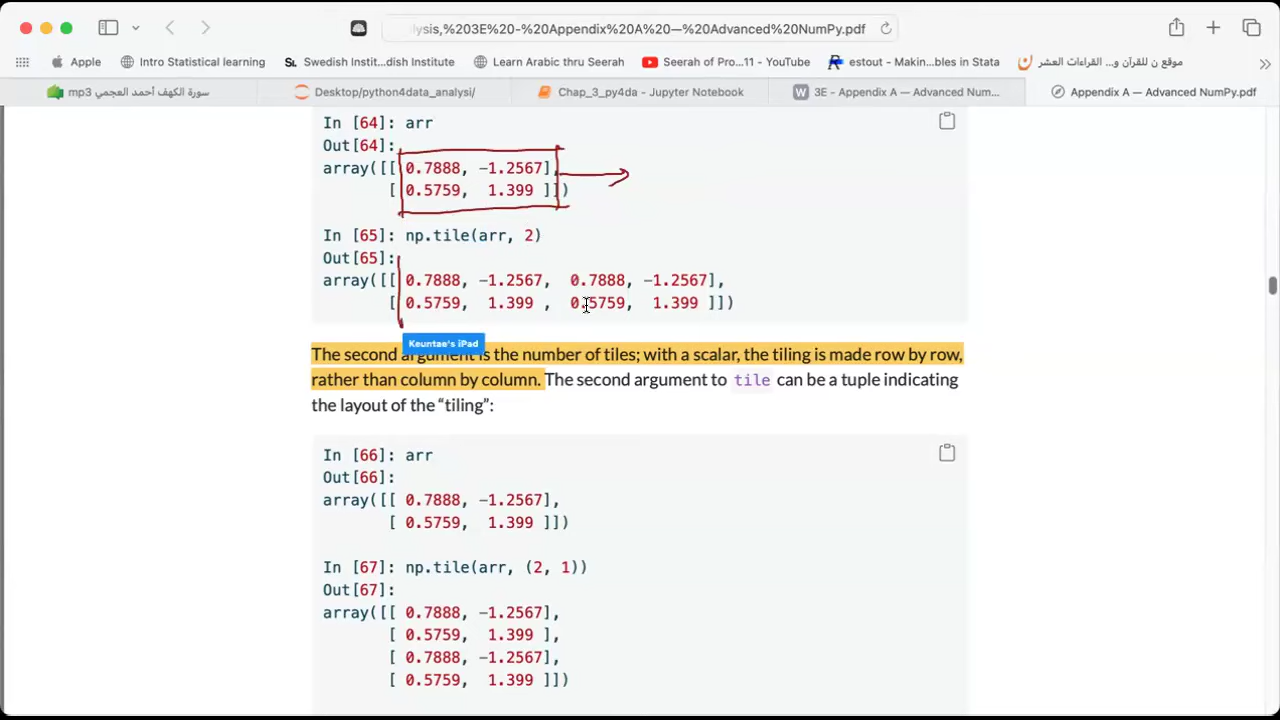 lysis,%203E%20-%20Appendix%20A%20—%20Advanced%20NumPy.pdf
Apple
Intro Statistical learning
Swedish Instit...dish Institute
Learn Arabic thru Seerah
Seerah of Pro...11 - YouTube
estout - Makin...bles in Stata
موقع ن للقرآن و... القراءات العشر
سورة الكهف أحمد العجمي mp3
Desktop/python4data_analysi/
Chap_3_py4da - Jupyter Notebook
3E - Appendix A — Advanced Num...
Appendix A — Advanced NumPy.pdf
In [64]: arr
Out[64]:
array([[ 0.7888, -1.2567],
[ 0.5759, 1.399 ]])
In [65]: np.tile(arr, 2)
Out[65]:
array([[ 0.7888, -1.2567, 0.7888, -1.2567],
[ 0.5759, 1.399 , 0.5759, 1.399 ]])
Keuntae's iPad
The second argument is the number of tiles; with a scalar, the tiling is made row by row,
rather than column by column. The second argument to tile can be a tuple indicating
the layout of the “tiling”:
In [66]: arr
Out[66]:
array([[ 0.7888, -1.2567],
[ 0.5759, 1.399 ]])
In [67]: np.tile(arr, (2, 1))
Out[67]:
array([[ 0.7888, -1.2567],
[ 0.5759, 1.399 ],
[ 0.7888, -1.2567],
[ 0.5759, 1.399 ]])